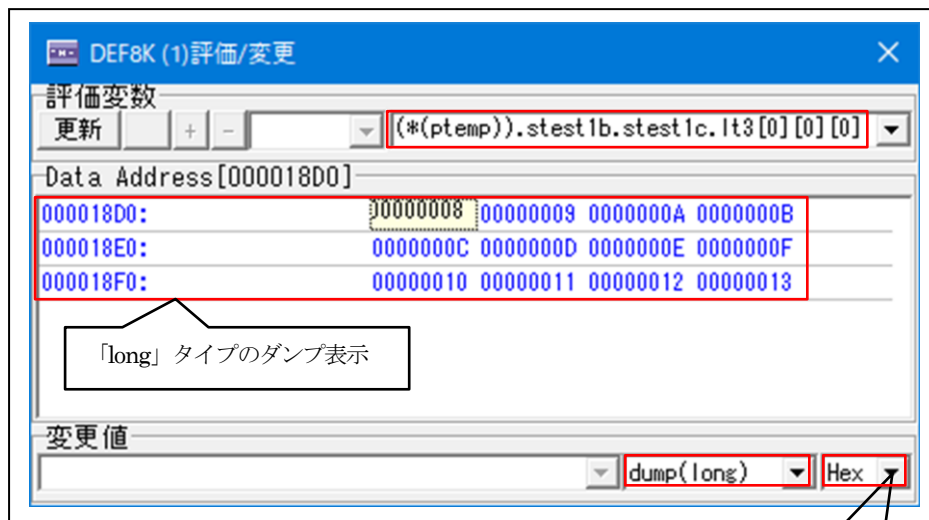 DEF8K (1)評価/変更
評価変数
更新 + - (*(ptemp)).stest1b.stest1c.lt3[0][0][0]
Data Address[000018D0]
000018D0: 00000008 00000009 0000000A 0000000B
000018E0: 0000000C 0000000D 0000000E 0000000F
000018F0: 00000010 00000011 00000012 00000013
「long」タイプのダンプ表示
変更値
dump(long) Hex